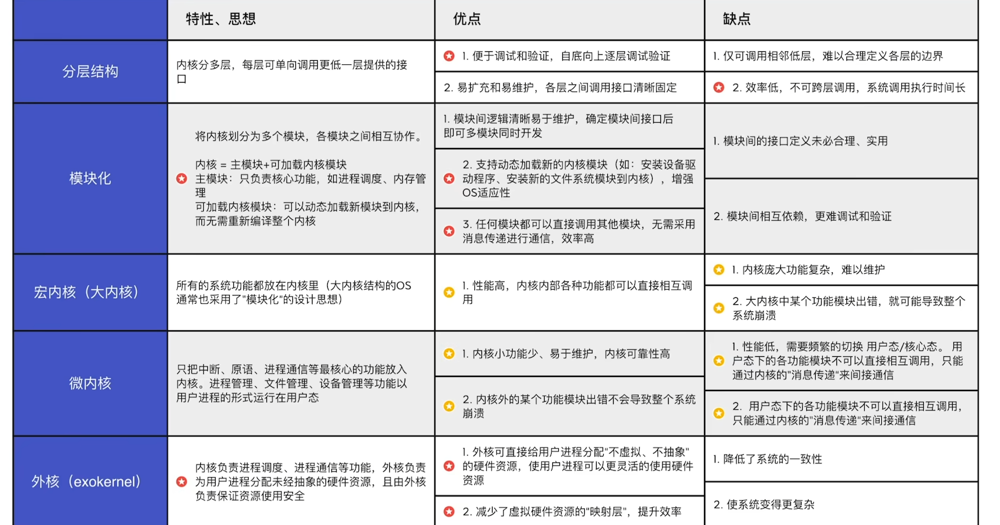 特性、思想
优点
缺点
分层结构
内核分多层，每层可单向调用更低一层提供的接
口
1. 便于调试和验证，自底向上逐层调试验证
2. 易扩充和易维护，各层之间调用接口清晰固定
1. 仅可调用相邻低层，难以合理定义各层的边界
2. 效率低，不可跨层调用，系统调用执行时间长
模块化
将内核划分为多个模块，各模块之间相互协作。
内核 = 主模块+可加载内核模块
主模块：只负责核心功能，如进程调度、内存管
理
可加载内核模块：可以动态加载新模块到内核，
而无需重新编译整个内核
1. 模块间逻辑清晰易于维护，确定模块间接口后
即可多模块同时开发
2. 支持动态加载新的内核模块（如：安装设备驱
动程序、安装新的文件系统模块到内核），增强
OS适应性
3. 任何模块都可以直接调用其他模块，无需采用
消息传递进行通信，效率高
1. 模块间的接口定义未必合理、实用
2. 模块间相互依赖，更难调试和验证
宏内核（大内核）
所有的系统功能都放在内核里（大内核结构的OS
通常也采用了"模块化"的设计思想）
1. 性能高，内核内部各种功能都可以直接相互调
用
1. 内核庞大功能复杂，难以维护
2. 大内核中某个功能模块出错，就可能导致整个
系统崩溃
微内核
只把中断、原语、进程通信等最核心的功能放入
内核。进程管理、文件管理、设备管理等功能以
用户进程的形式运行在用户态
1. 内核小功能少、易于维护，内核可靠性高
2. 内核外的某个功能模块出错不会导致整个系统
崩溃
1. 性能低，需要频繁的切换 用户态/核心态。 用
户态下的各功能模块不可以直接相互调用，只能
通过内核的"消息传递"来间接通信
2. 用户态下的各功能模块不可以直接相互调用，
只能通过内核的"消息传递"来间接通信
外核（exokernel）
内核负责进程调度、进程通信等功能，外核负责
为用户进程分配未经抽象的硬件资源，且由外核
负责保证资源使用安全
1. 外核可直接给用户进程分配"不虚拟、不抽象"
的硬件资源，使用户进程可以更灵活的使用硬件
资源
2. 减少了虚拟硬件资源的"映射层"，提升效率
1. 降低了系统的一致性
2. 使系统变得更复杂